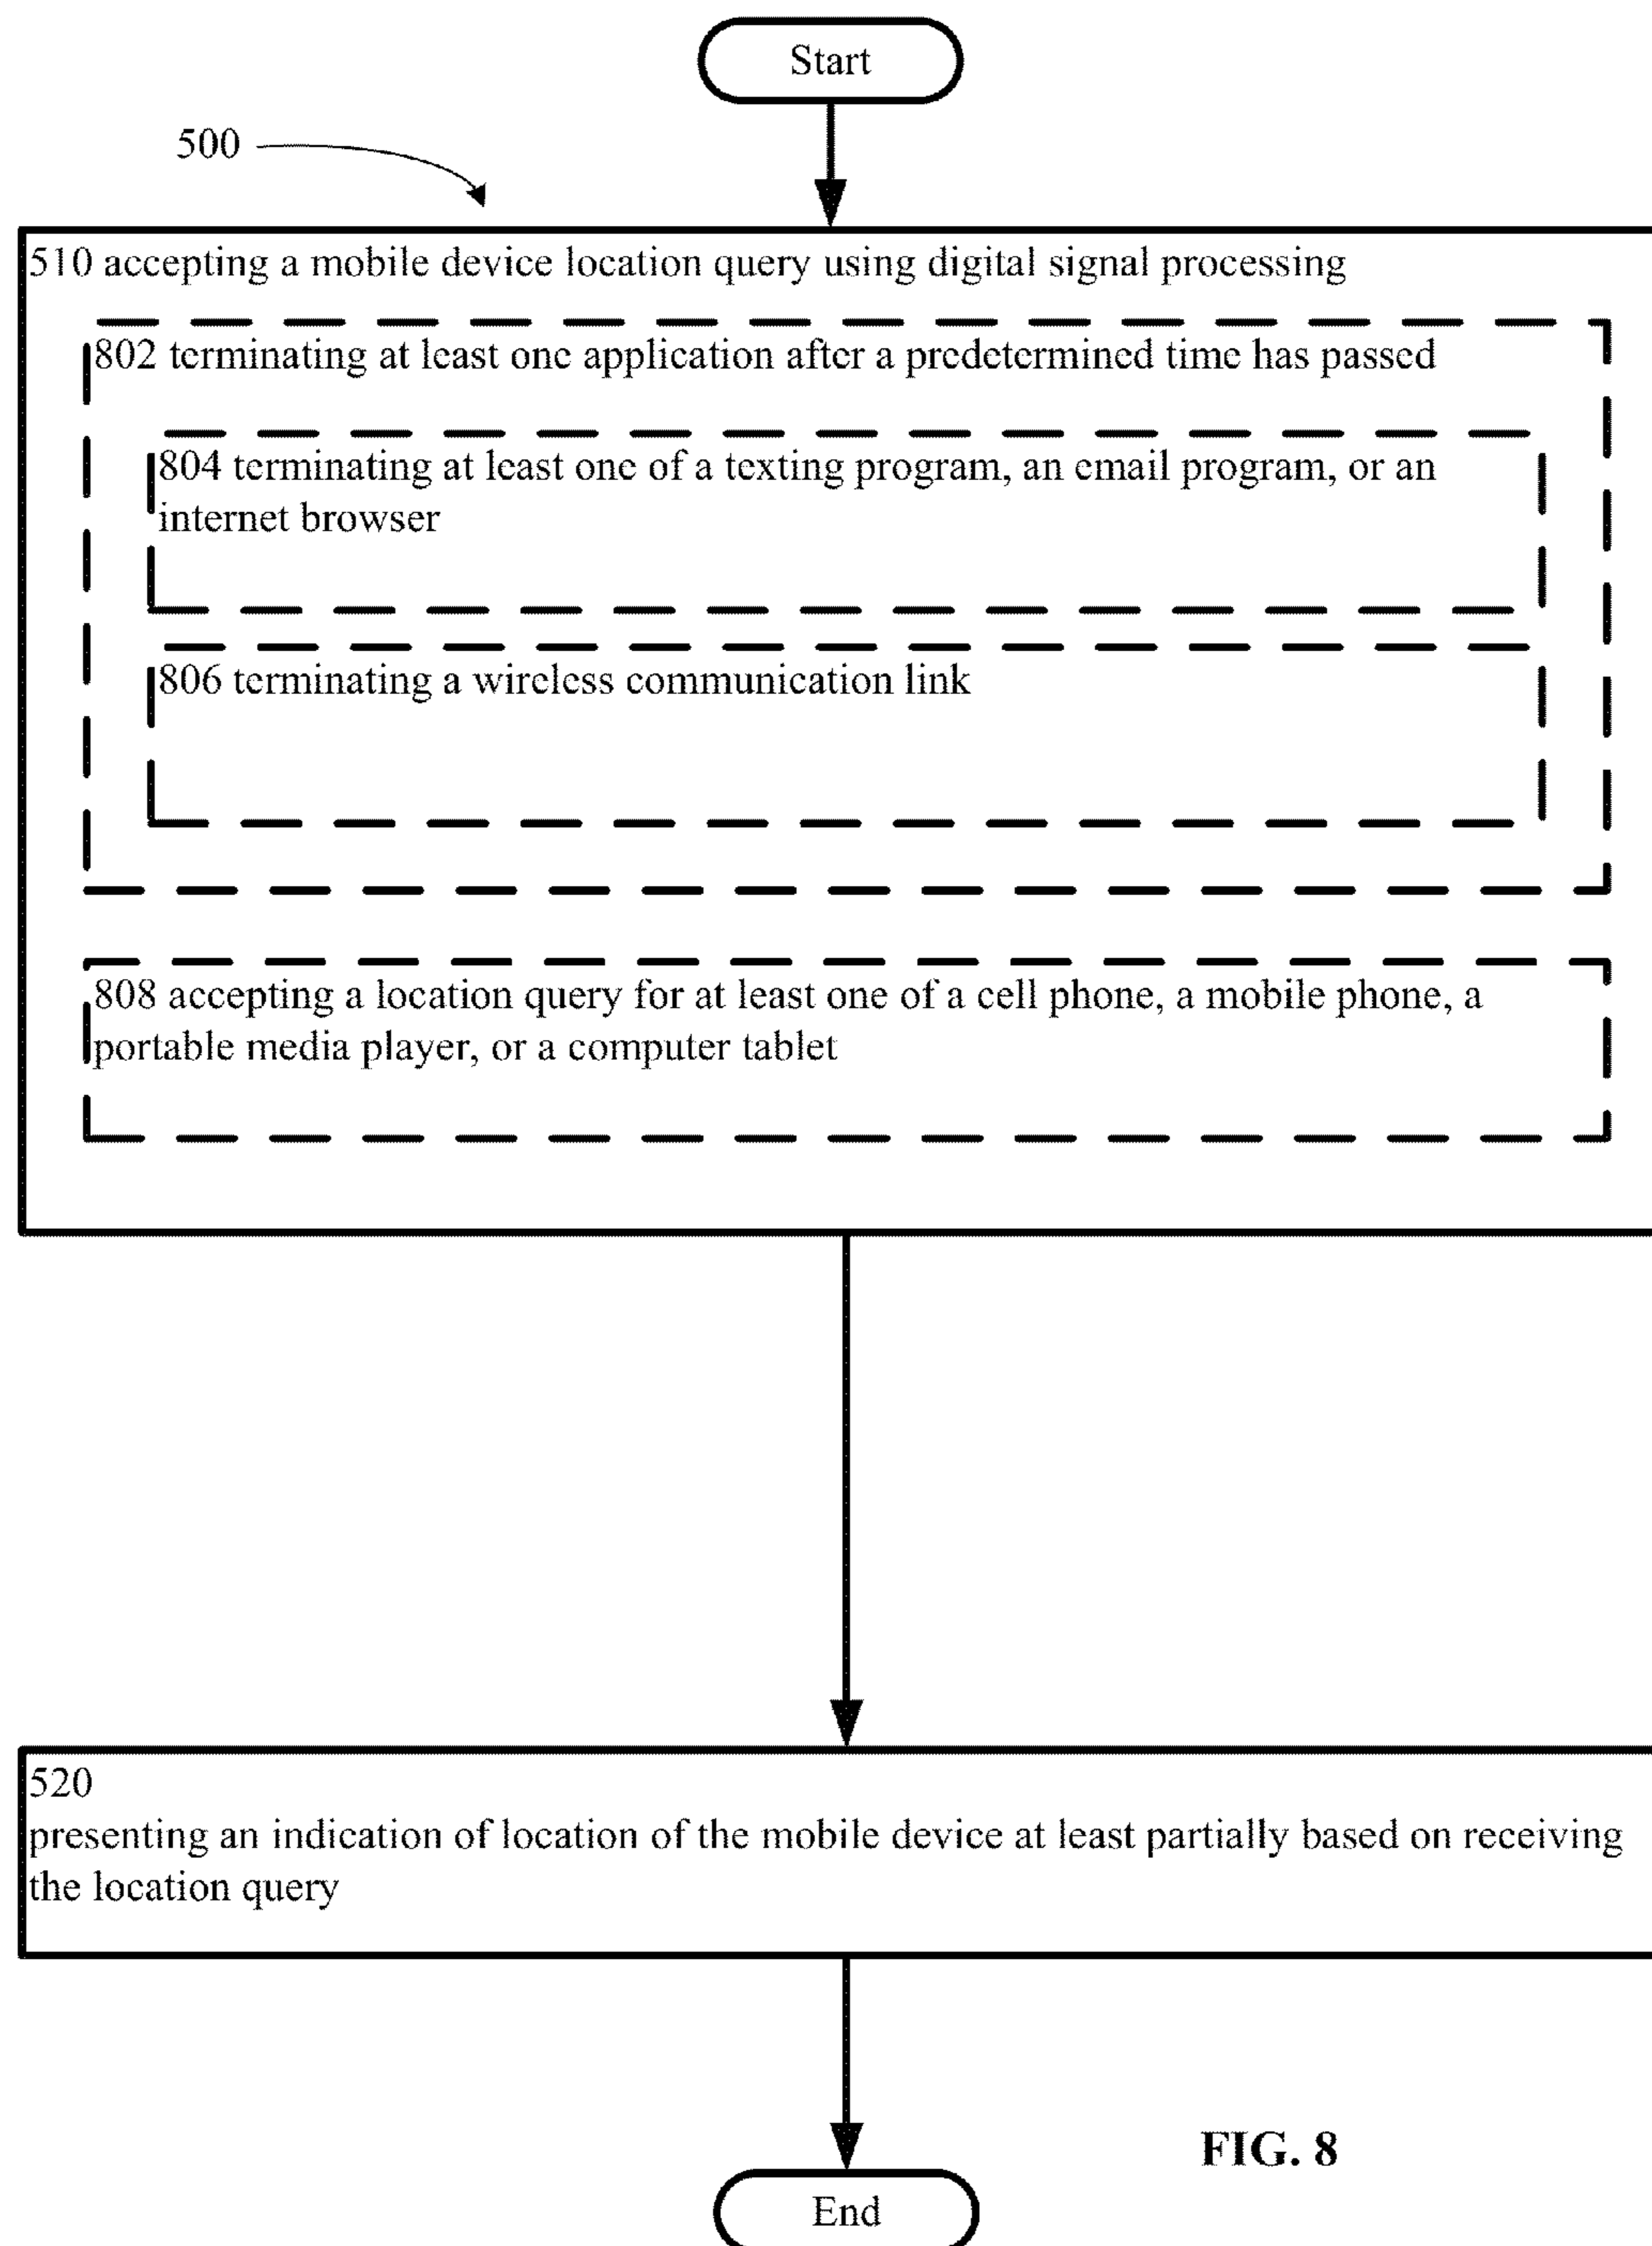 Start
500
510 accepting a mobile device location query using digital signal processing
802 terminating at least one application after a predetermined time has passed
804 terminating at least one of a texting program, an email program, or an
internet browser
806 terminating a wireless communication link
808 accepting a location query for at least one of a cell phone, a mobile phone, a
portable media player, or a computer tablet
520
presenting an indication of location of the mobile device at least partially based on receiving
the location query
FIG. 8
End